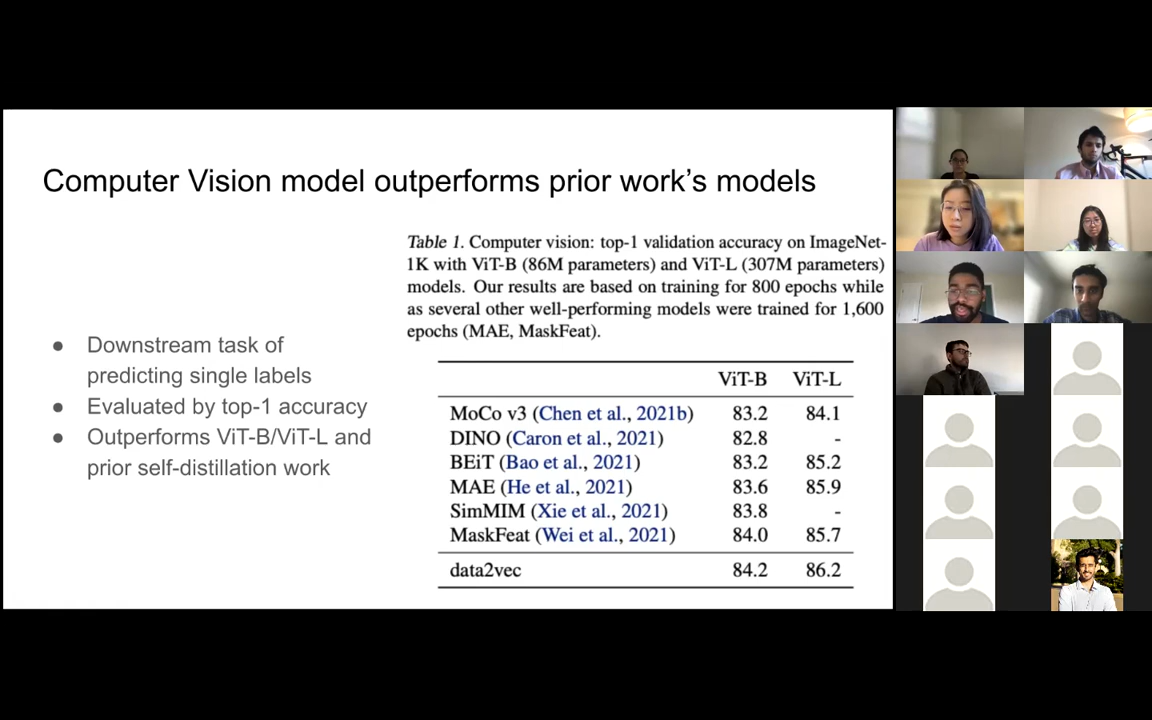 Computer Vision model outperforms prior work's models
● Downstream task of
predicting single labels
● Evaluated by top-1 accuracy
● Outperforms ViT-B/ViT-L and
prior self-distillation work
Table 1. Computer vision: top-1 validation accuracy on ImageNet-
1K with ViT-B (86M parameters) and ViT-L (307M parameters)
models. Our results are based on training for 800 epochs while
as several other well-performing models were trained for 1,600
epochs (MAE, MaskFeat).
ViT-B ViT-L
MoCo v3 (Chen et al., 2021b) 83.2 84.1
DINO (Caron et al., 2021) 82.8 -
BEiT (Bao et al., 2021) 83.2 85.2
MAE (He et al., 2021) 83.6 85.9
SimMIM (Xie et al., 2021) 83.8 -
MaskFeat (Wei et al., 2021) 84.0 85.7
data2vec 84.2 86.2